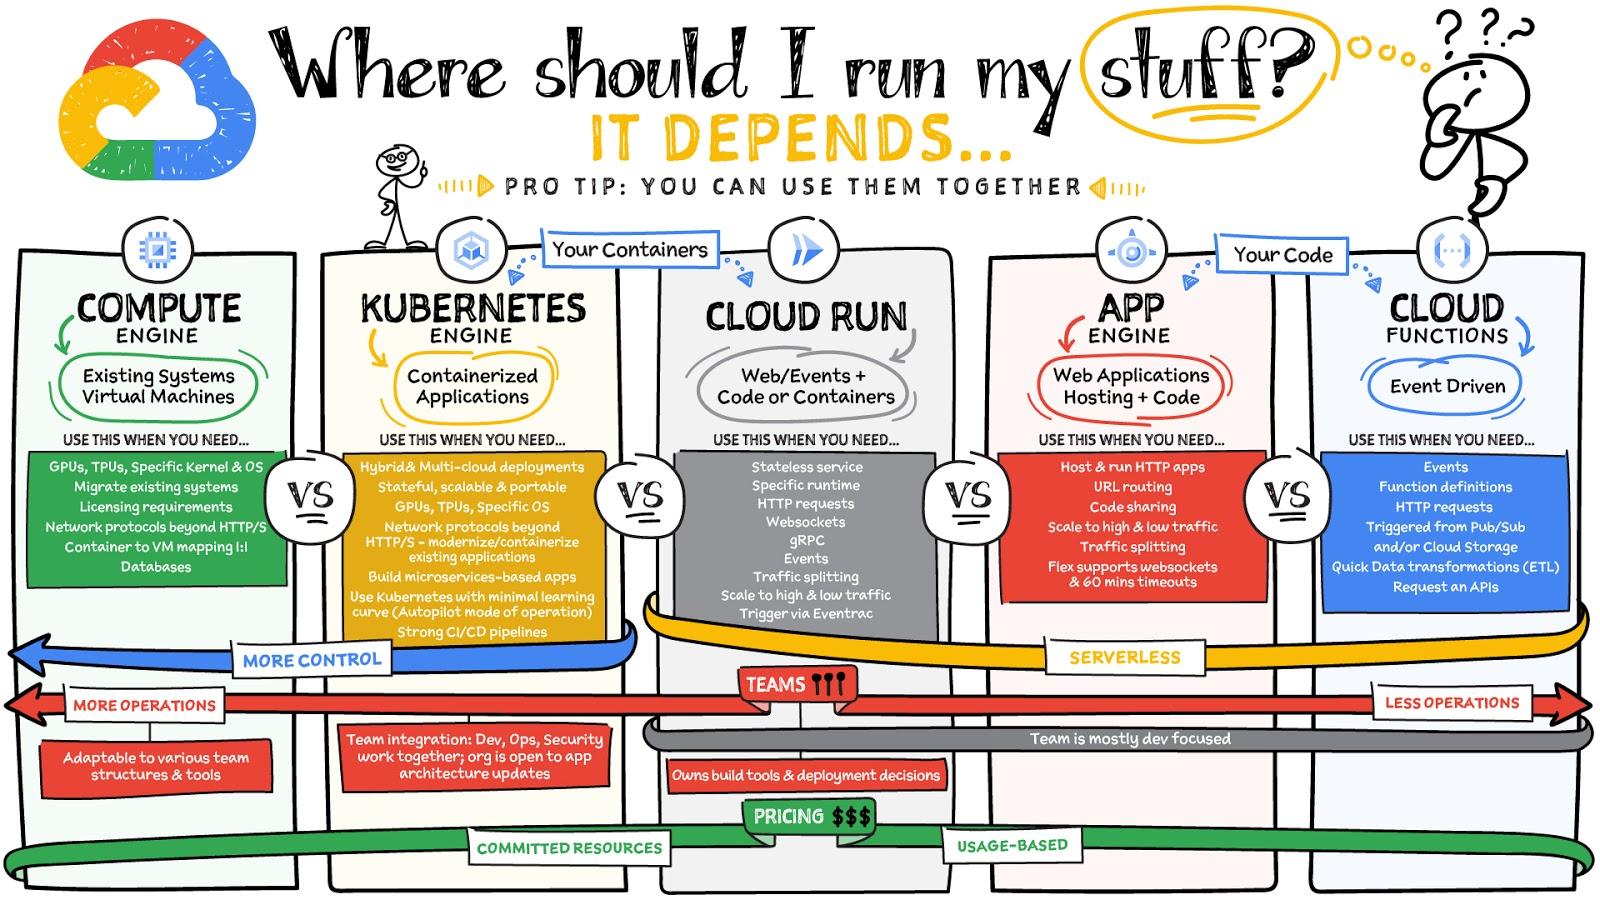 Where should I run my stuff?
? ? ?
IT DEPENDS...
PRO TIP: YOU CAN USE THEM TOGETHER
Your Containers
Your Code
COMPUTE
ENGINE
Existing Systems
Virtual Machines
USE THIS WHEN YOU NEED...
GPUs, TPUs, Specific Kernel & OS
Migrate existing systems
Licensing requirements
Network protocols beyond HTTP/S
Container to VM mapping 1:1
Databases
VS
KUBERNETES
ENGINE
Containerized
Applications
USE THIS WHEN YOU NEED...
Hybrid & Multi-cloud deployments
Stateful, scalable & portable
GPUs, TPUs, Specific OS
Network protocols beyond
HTTP/S - modernize/containerize
existing applications
Build microservices-based apps
Use Kubernetes with minimal learning
curve (Autopilot mode of operation)
Strong CI/CD pipelines
VS
CLOUD RUN
Web/Events +
Code or Containers
USE THIS WHEN YOU NEED...
Stateless service
Specific runtime
HTTP requests
Websockets
gRPC
Events
Traffic splitting
Scale to high & low traffic
Trigger via Eventrac
VS
APP
ENGINE
Web Applications
Hosting + Code
USE THIS WHEN YOU NEED...
Host & run HTTP apps
URL routing
Code sharing
Scale to high & low traffic
Traffic splitting
Flex supports websockets
& 60 mins timeouts
VS
CLOUD
FUNCTIONS
Event Driven
USE THIS WHEN YOU NEED...
Events
Function definitions
HTTP requests
Triggered from Pub/Sub
and/or Cloud Storage
Quick Data transformations (ETL)
Request an APIs
MORE CONTROL
SERVERLESS
TEAMS
MORE OPERATIONS
LESS OPERATIONS
Adaptable to various team
structures & tools
Team integration: Dev, Ops, Security
work together; org is open to app
architecture updates
Team is mostly dev focused
Owns build tools & deployment decisions
PRICING $$$
COMMITTED RESOURCES
USAGE-BASED